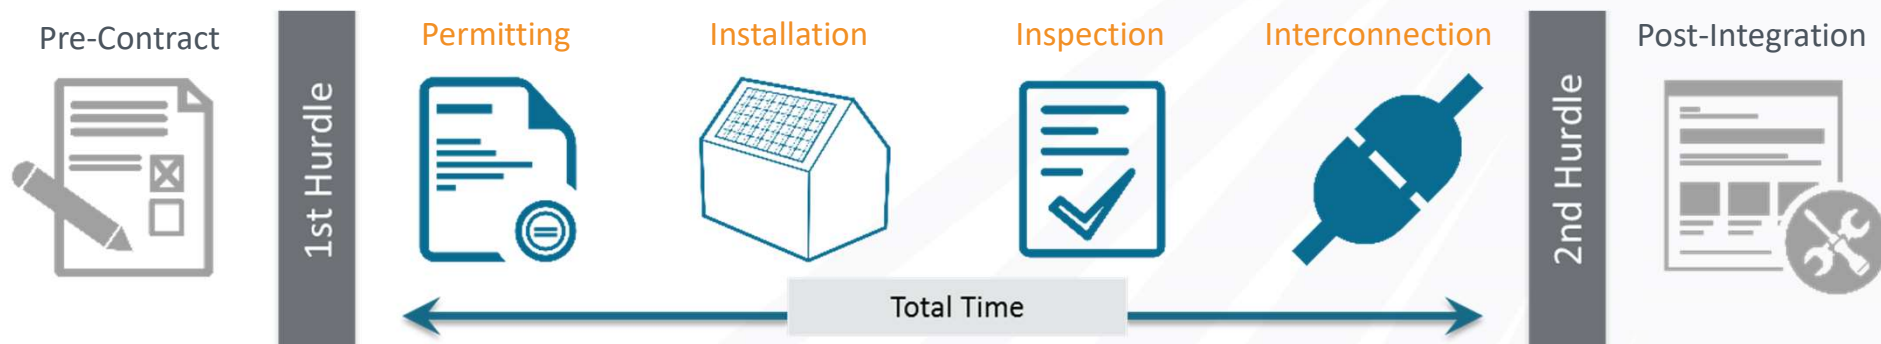 Pre-Contract
1st Hurdle
Permitting
Installation
Inspection
Interconnection
2nd Hurdle
Post-Integration
Total Time